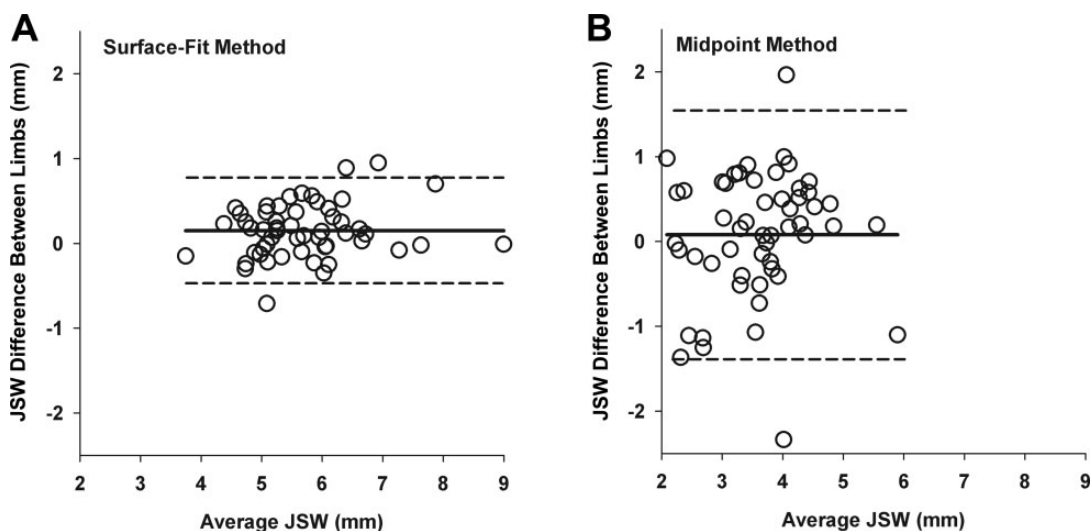 A
Surface-Fit Method
JSW Difference Between Limbs (mm)
2
1
0
-1
-2
2 3 4 5 6 7 8 9
Average JSW (mm)
B
Midpoint Method
JSW Difference Between Limbs (mm)
2
1
0
-1
-2
2 3 4 5 6 7 8 9
Average JSW (mm)